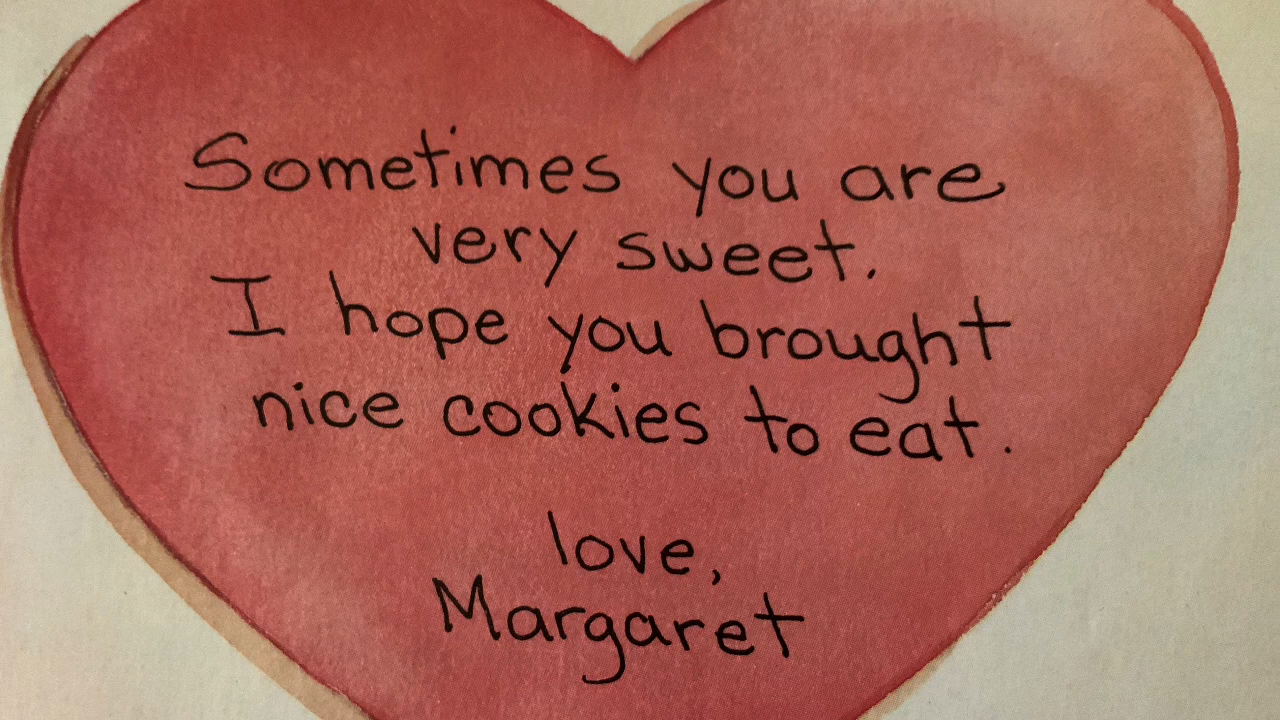 Sometimes you are
very sweet.
I hope you brought
nice cookies to eat.
love,
Margaret